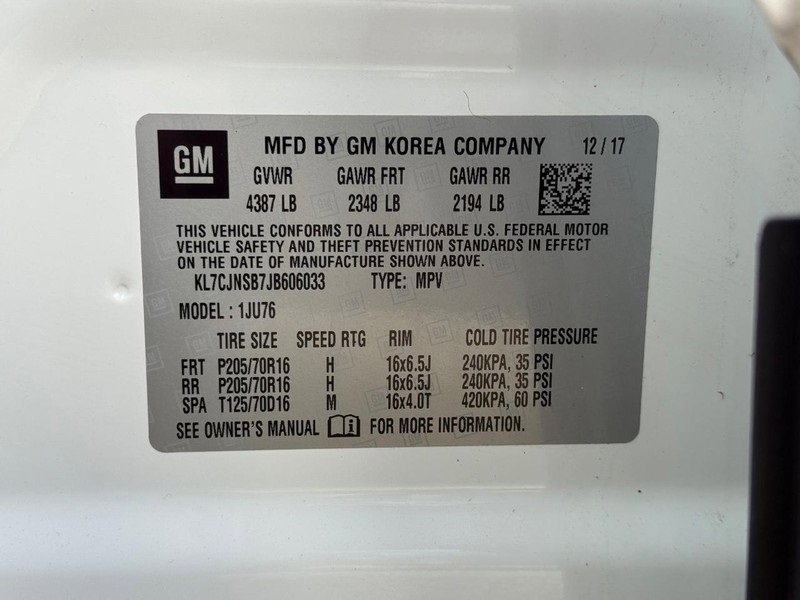 GM MFD BY GM KOREA COMPANY 12/17
GVWR GAWR FRT GAWR RR
4387 LB 2348 LB 2194 LB
THIS VEHICLE CONFORMS TO ALL APPLICABLE U.S. FEDERAL MOTOR
VEHICLE SAFETY AND THEFT PREVENTION STANDARDS IN EFFECT
ON THE DATE OF MANUFACTURE SHOWN ABOVE.
KL7CJNSB7JB606033 TYPE: MPV
MODEL : 1JU76
TIRE SIZE SPEED RTG RIM COLD TIRE PRESSURE
FRT P205/70R16 H 16x6.5J 240KPA, 35 PSI
RR P205/70R16 H 16x6.5J 240KPA, 35 PSI
SPA T125/70D16 M 16x4.0T 420KPA, 60 PSI
SEE OWNER'S MANUAL FOR MORE INFORMATION.